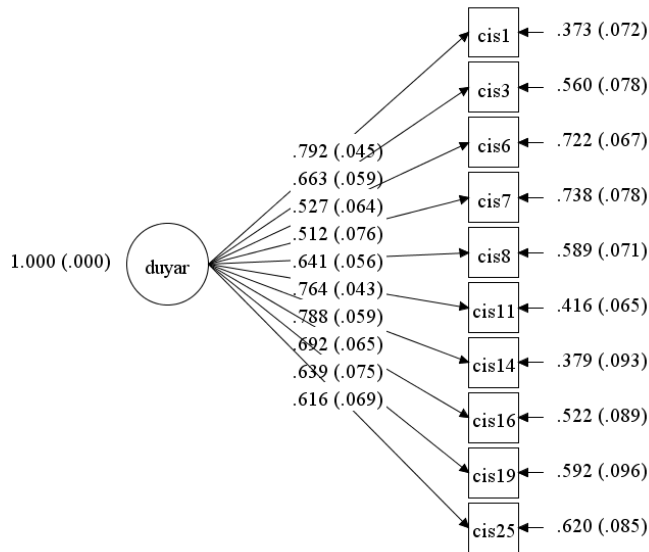 cis1 .373 (.072)
cis3 .560 (.078)
cis6 .722 (.067)
.792 (.045)
.663 (.059)
.527 (.064)
cis7 .738 (.078)
.512 (.076)
1.000 (.000) duyar .641 (.056) cis8 .589 (.071)
.764 (.043)
cis11 .416 (.065)
.788 (.059)
.692 (.065)
cis14 .379 (.093)
.639 (.075)
.616 (.069)
cis16 .522 (.089)
cis19 .592 (.096)
cis25 .620 (.085)